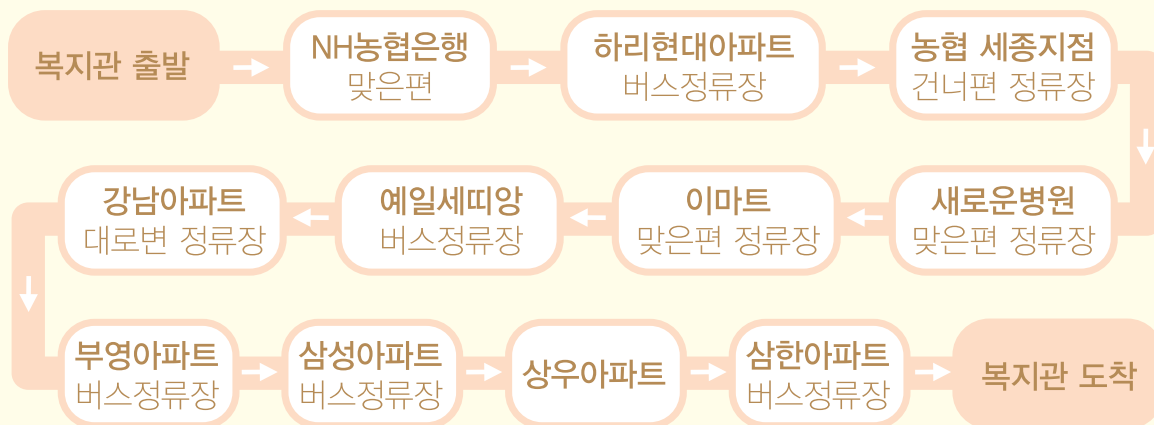 복지관 출발
NH농협은행
맞은편
하리현대아파트
버스정류장
농협 세종지점
건너편 정류장
새로운병원
맞은편 정류장
이마트
맞은편 정류장
예일세띠앙
버스정류장
강남아파트
대로변 정류장
부영아파트
버스정류장
삼성아파트
버스정류장
상우아파트
삼한아파트
버스정류장
복지관 도착